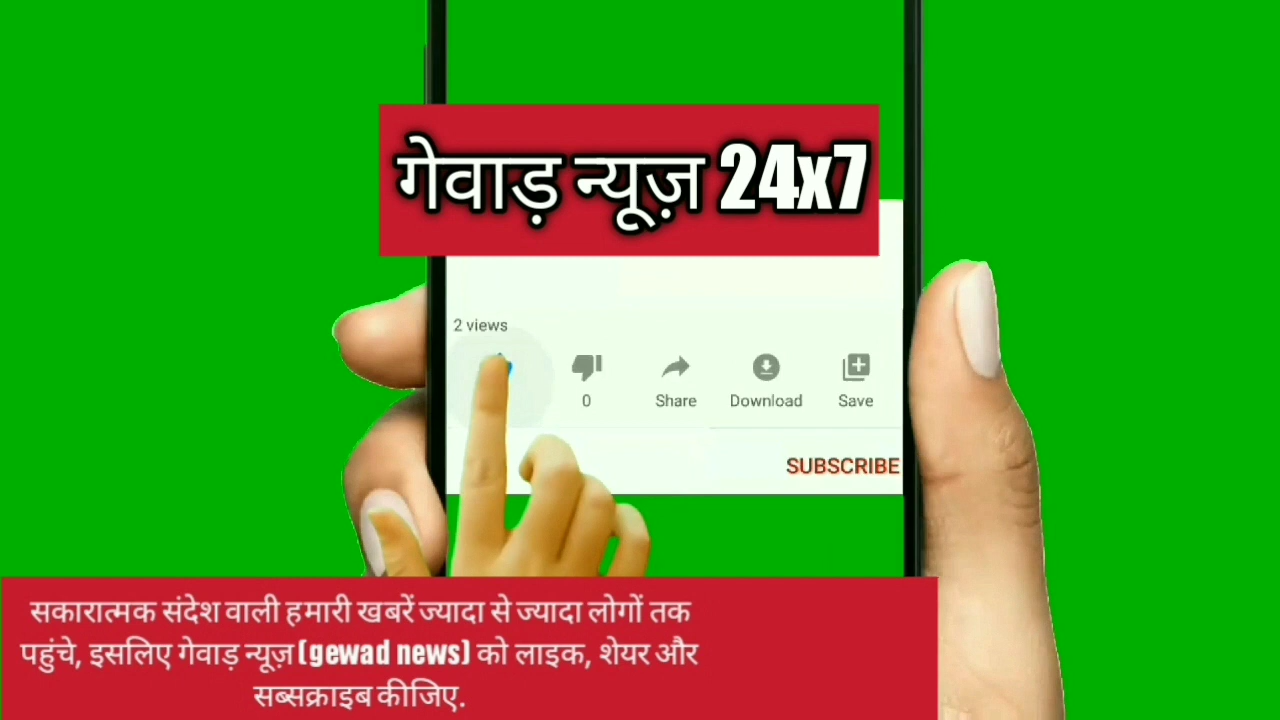 गेवाड़ न्यूज़ 24x7
2 views
0
Share
Download
Save
SUBSCRIBE
सकारात्मक संदेश वाली हमारी खबरें ज्यादा से ज्यादा लोगों तक
पहुंचे, इसलिए गेवाड़ न्यूज़ (gewad news) को लाइक, शेयर और
सब्सक्राइब कीजिए.